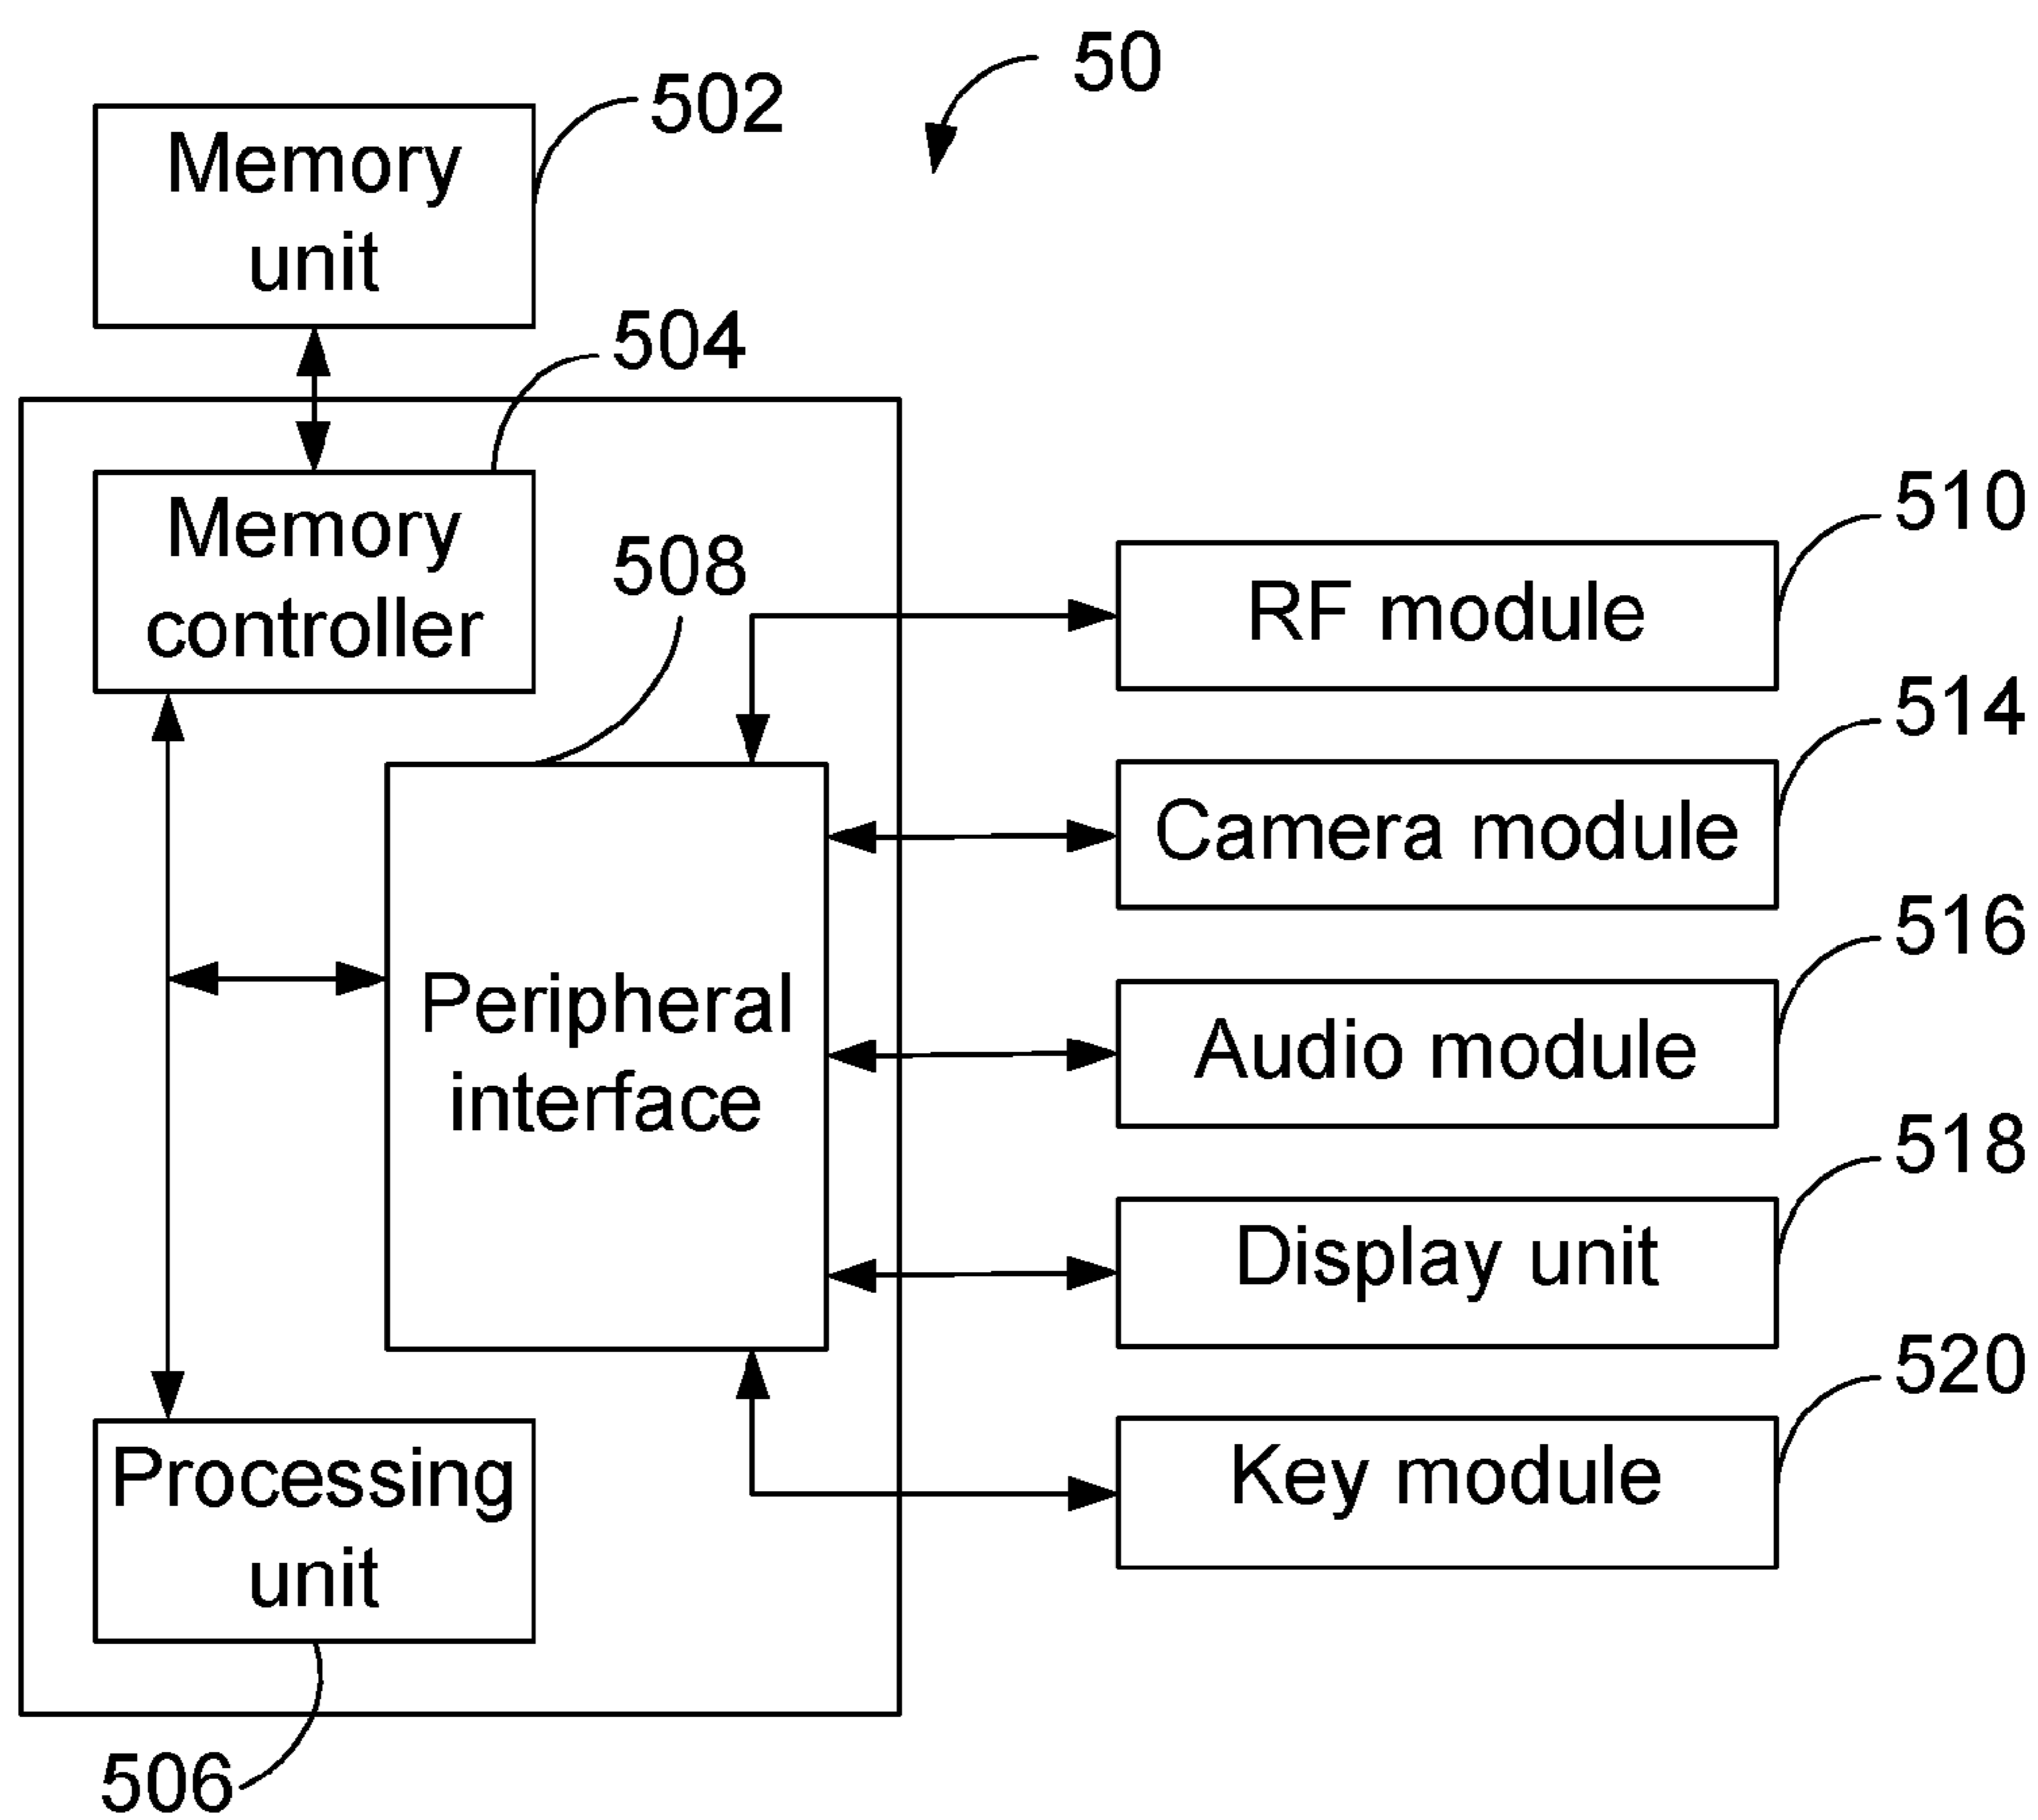 50
502
Memory
unit
504
Memory
controller
508
510
RF module
514
Camera module
516
Peripheral
interface
Audio module
518
Display unit
520
Key module
Processing
unit
506